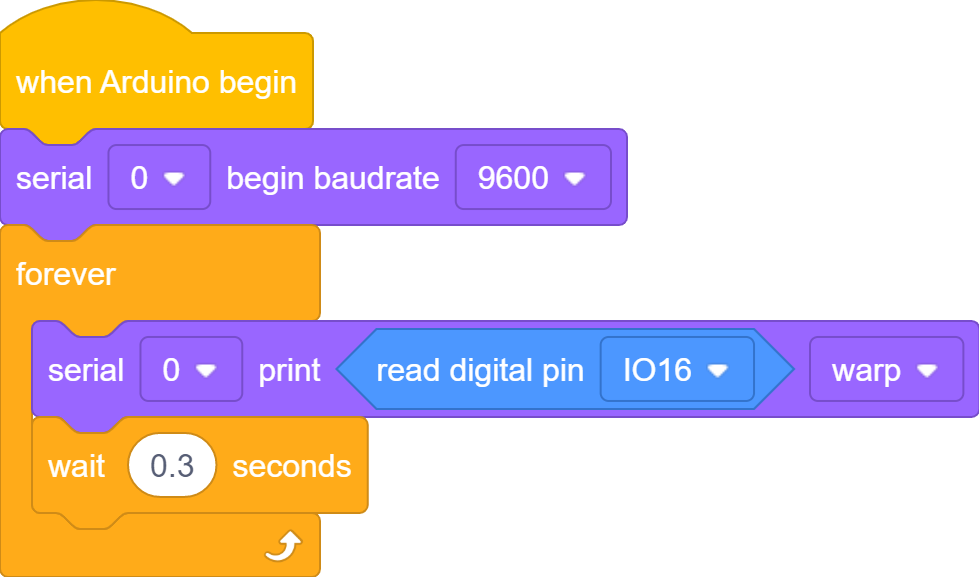 when Arduino begin
serial 0 begin baudrate 9600
forever
serial 0 print read digital pin IO16 warp
wait 0.3 seconds